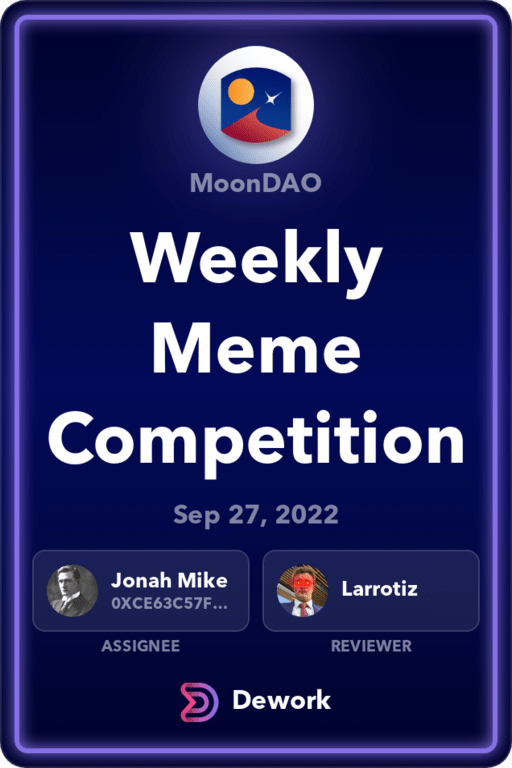 MoonDAO
Weekly
Meme
Competition
Sep 27, 2022
Jonah Mike
0XCE63C57F...
ASSIGNEE
Larrotiz
REVIEWER
Dework